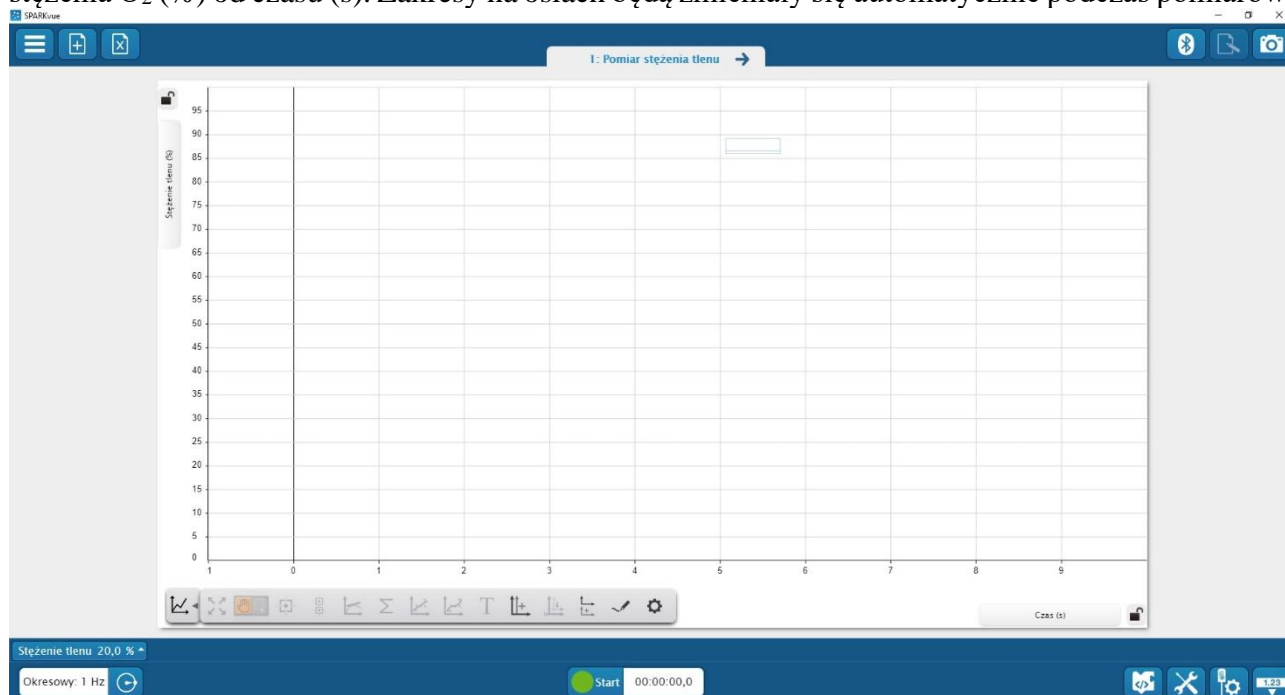 stężenia O₂ (%) od czasu (s). Zakresy na osiach będą zmieniały się automatycznie podczas pomiarów
SPARKvue
1: Pomiar stężenia tlenu
Stężenie tlenu (%)
95
90
85
80
75
70
65
60
55
50
45
40
35
30
25
20
15
10
5
0
1 0 1 2 3 4 5 6 7 8 9
Czas (s)
Stężenie tlenu 20,0 %
Okresowy: 1 Hz
Start 00:00:00,0
1.23